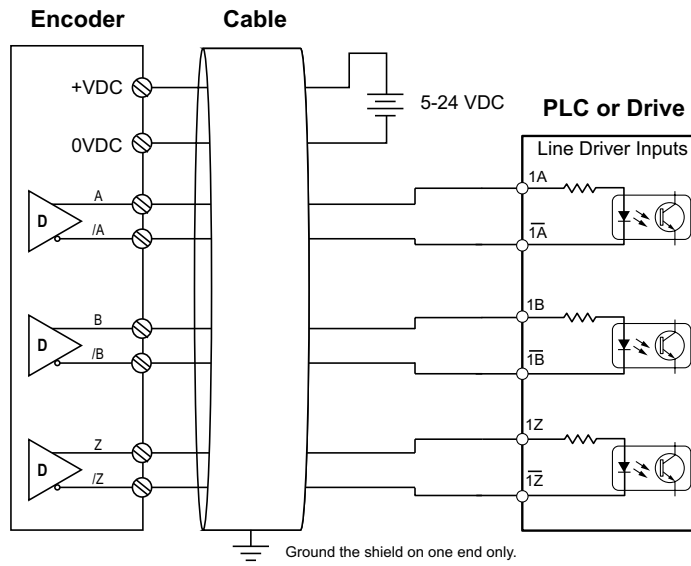 Encoder
Cable
+VDC
5-24 VDC
PLC or Drive
0VDC
Line Driver Inputs
A
1A
D
/A
1A̅
B
1B
D
/B
1B̅
Z
1Z
D
/Z
1Z̅
Ground the shield on one end only.